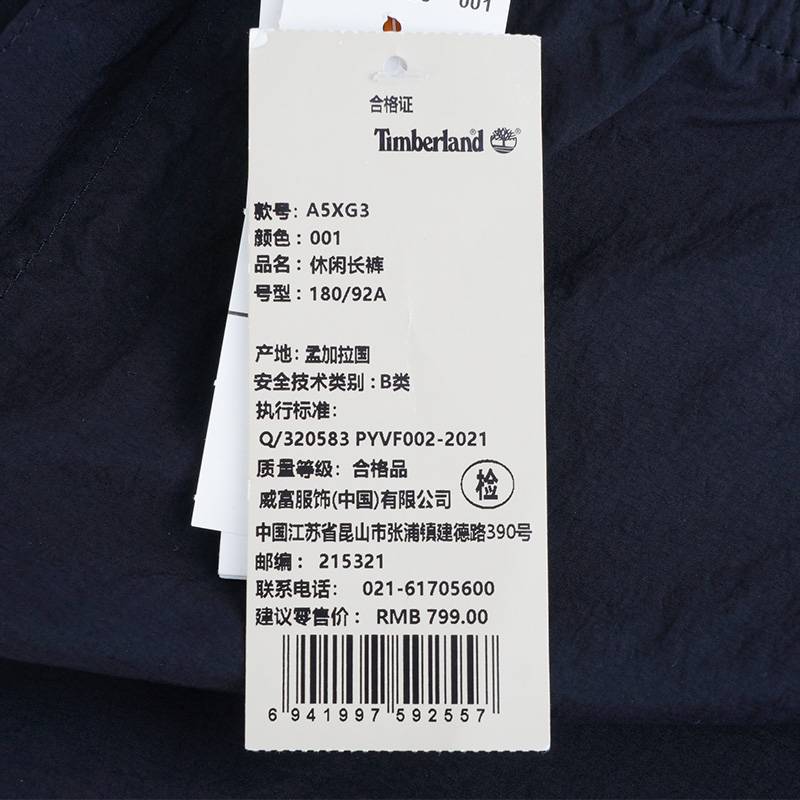 001
合格证
Timberland®
款号: A5XG3
颜色: 001
品名: 休闲长裤
号型: 180/92A
产地: 孟加拉国
安全技术类别: B类
执行标准:
Q/320583 PYVF002-2021
质量等级: 合格品
检
威富服饰(中国)有限公司
中国江苏省昆山市张浦镇建德路390号
邮编: 215321
联系电话: 021-61705600
建议零售价: RMB 799.00
6 941997 592557